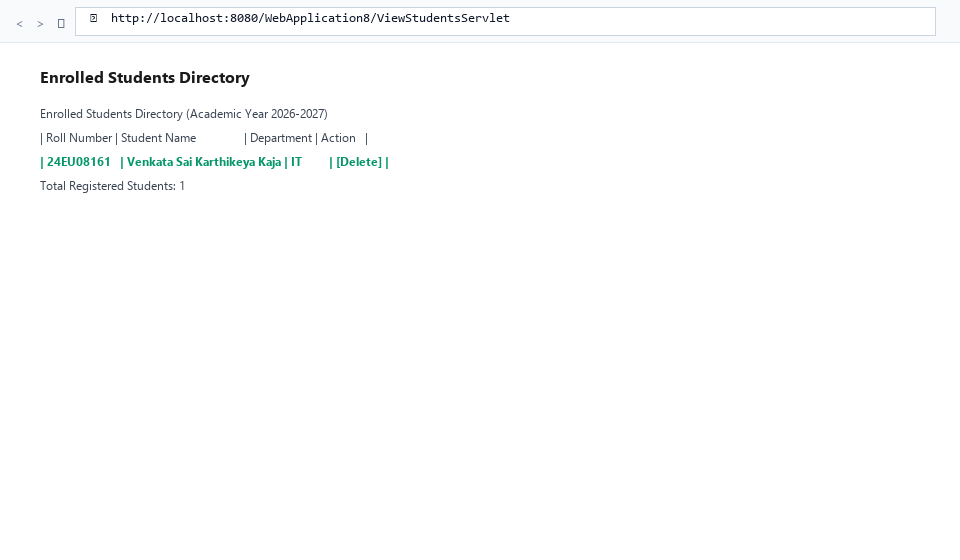 < >
http://localhost:8080/WebApplication8/ViewStudentsServlet
Enrolled Students Directory
Enrolled Students Directory (Academic Year 2026-2027)
| Roll Number | Student Name | Department | Action |
| 24EU08161 | Venkata Sai Karthikeya Kaja | IT | [Delete] |
Total Registered Students: 1